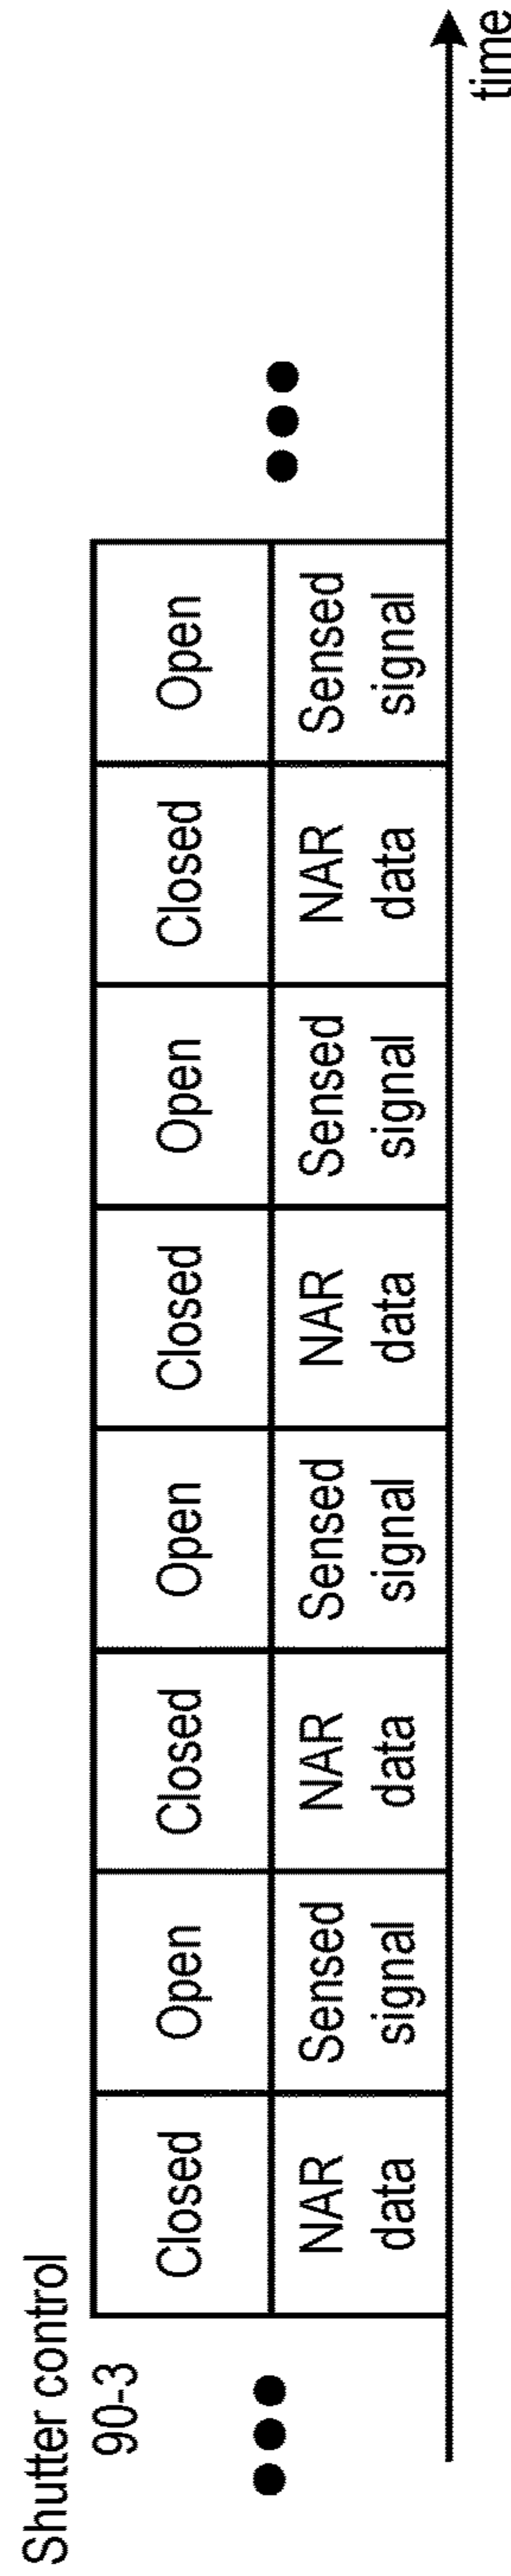 Shutter control
90-3
Closed
Open
Closed
Open
Closed
Open
Closed
Open
NAR
data
Sensed
signal
NAR
data
Sensed
signal
NAR
data
Sensed
signal
NAR
data
Sensed
signal
time